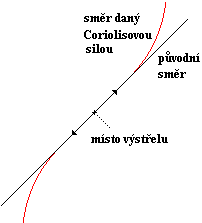 směr daný
Coriolisovou
silou
původní
směr
místo výstřelu